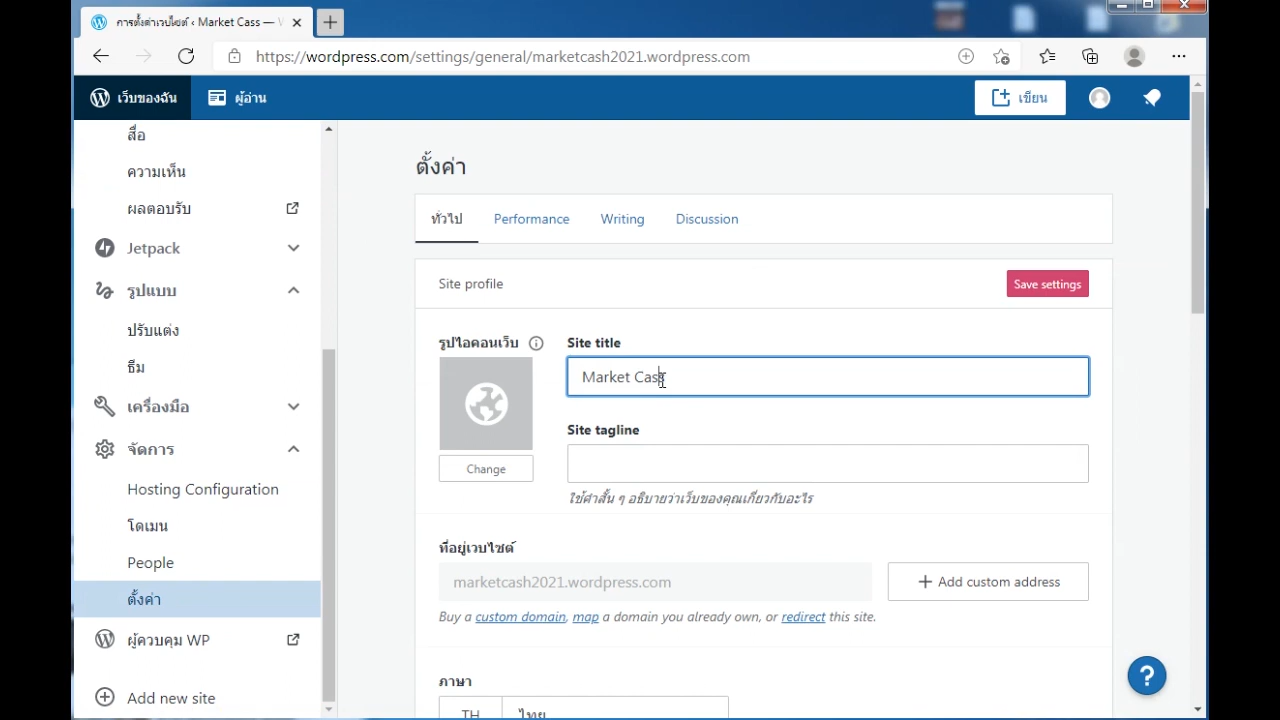 การตั้งค่าเวบไซต์ ‹ Market Cass — W
https://wordpress.com/settings/general/marketcash2021.wordpress.com
เว็บของฉัน
ผู้อ่าน
เขียน
สื่อ
ความเห็น
ผลตอบรับ
Jetpack
รูปแบบ
ปรับแต่ง
ธีม
เครื่องมือ
จัดการ
Hosting Configuration
โดเมน
People
ตั้งค่า
ผู้ควบคุม WP
Add new site
ตั้งค่า
ทั่วไป Performance Writing Discussion
Site profile
Save settings
รูปไอคอนเว็บ
Change
Site title
Market Cass
Site tagline
ใช้คำสั้น ๆ อธิบายว่าเว็บของคุณเกี่ยวกับอะไร
ที่อยู่เวบไซต์
marketcash2021.wordpress.com
Add custom address
Buy a custom domain, map a domain you already own, or redirect this site.
ภาษา
TH ไทย
?